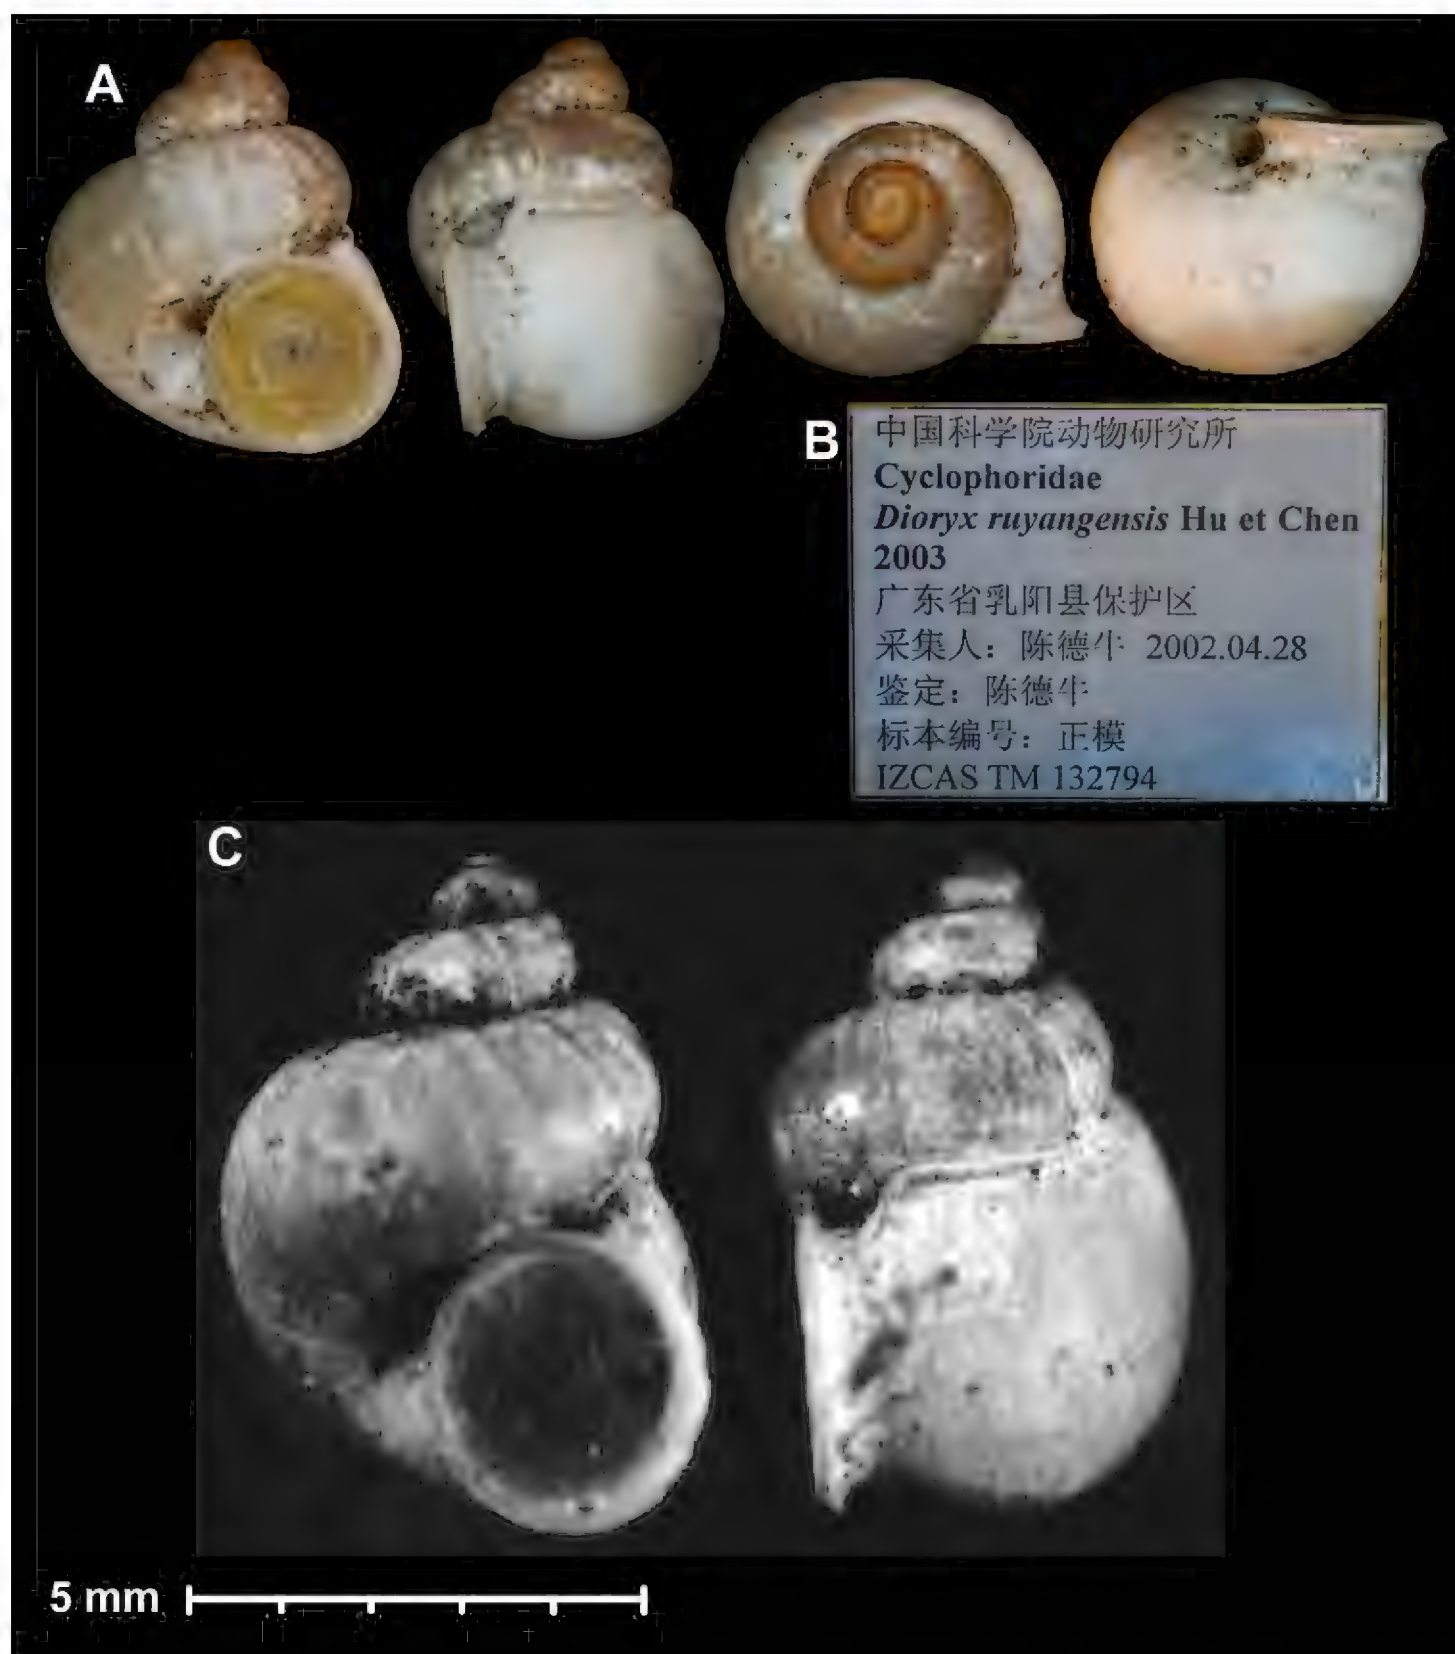 A
B
中国科学院动物研究所
Cyclophoridae
Dioryx ruyangensis Hu et Chen
2003
广东省乳阳县保护区
采集人：陈德牛 2002.04.28
鉴定：陈德牛
标本编号：正模
IZCAS TM 132794
C
5 mm